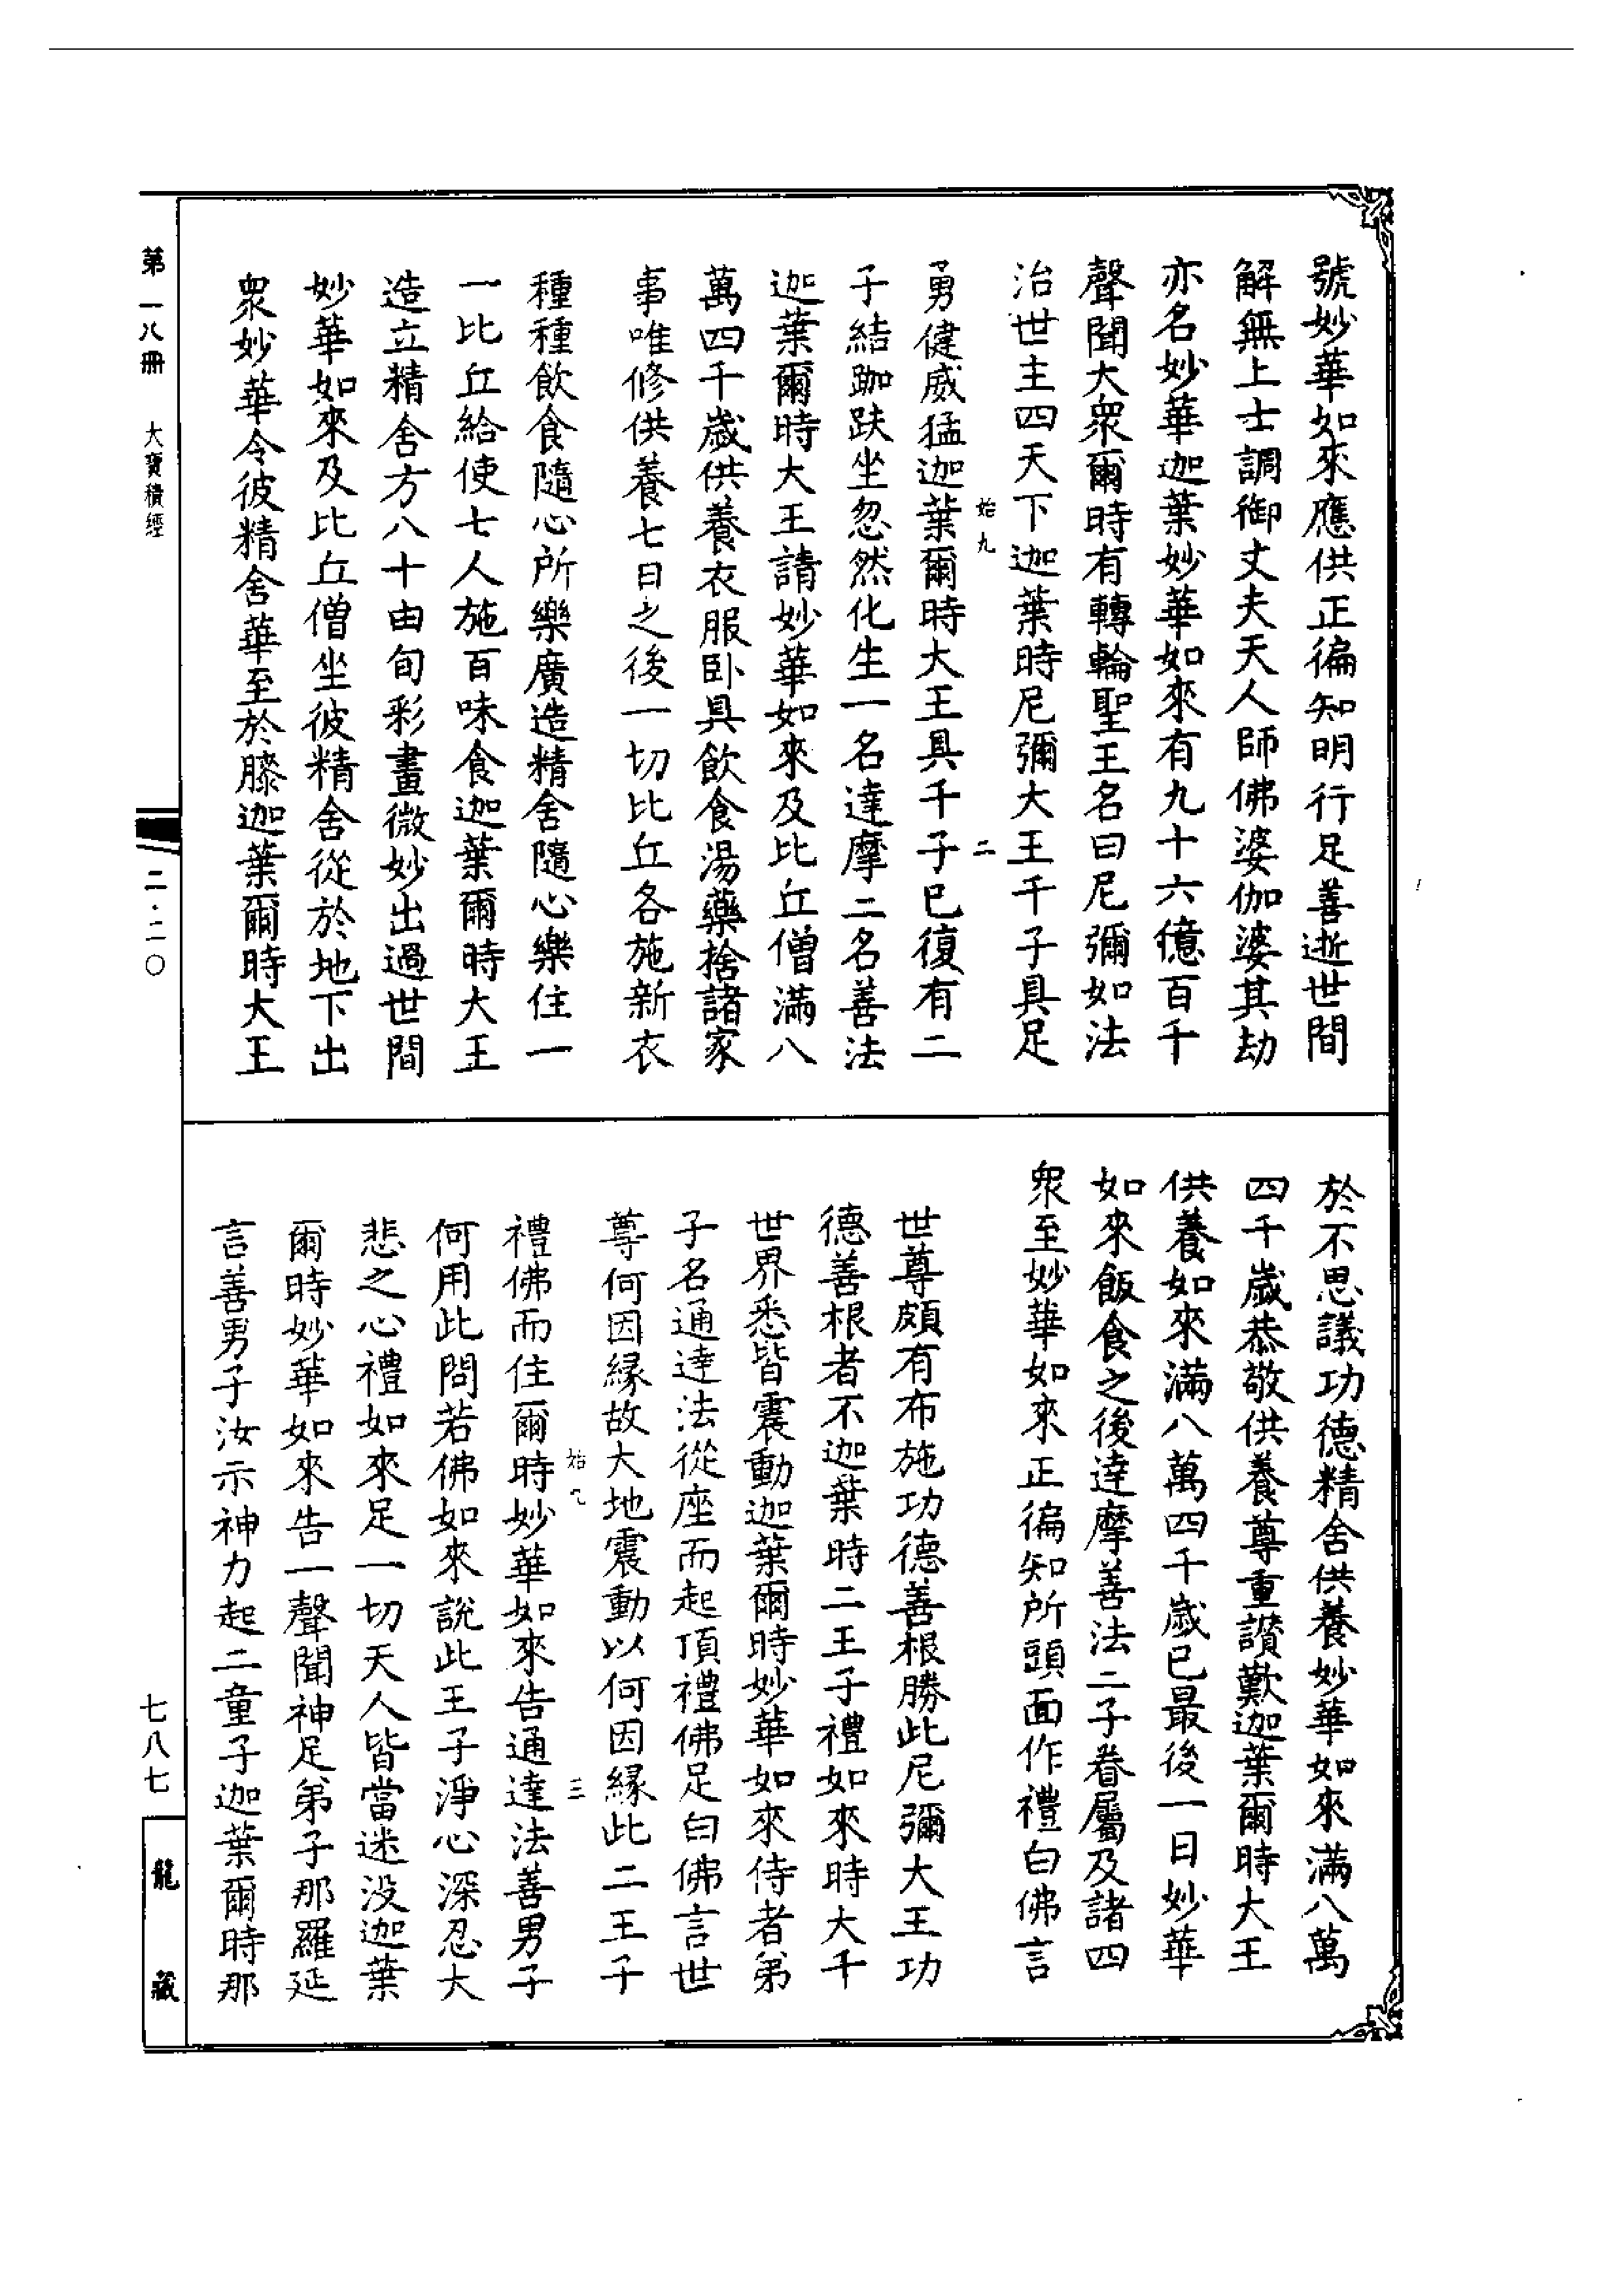 號妙華如來應供正徧知明行足善逝世間
解無上士調御丈夫天人師佛婆伽婆其劫
亦名妙華迦葉妙華如來有九十六億百千
聲聞大衆爾時有轉輪聖王名曰尼彌如法
治世主四天下迦葉時尼彌大王千子具足
始九
二
勇健威猛迦葉爾時大王具千子已復有二
子結跏趺坐忽然化生一名達摩二名善法
迦葉爾時大王請妙華如來及比丘僧滿八
萬四千歲供養衣服卧具飲食湯藥捨諸家
事唯修供養七日之後一切比丘各施新衣
種種飲食隨心所樂廣造精舍隨心樂住一
一比丘給使七人施百味食迦葉爾時大王
造立精舍方八十由旬彩畫微妙出過世間
妙華如來及比丘僧坐彼精舍從於地下出
衆妙華令彼精舍華至於膝迦葉爾時大王
於不思議功德精舍供養妙華如來滿八萬
四千歲恭敬供養尊重讃歎迦葉爾時大王
供養如來滿八萬四千歲已最後一日妙華
如來飯食之後達摩善法二子眷屬及諸四
衆至妙華如來正徧知所頭面作禮白佛言
世尊頗有布施功德善根勝此尼彌大王功
德善根者不迦葉時二王子禮如來時大千
世界悉皆震動迦葉爾時妙華如來侍者弟
子名通達法從座而起頂禮佛足白佛言世
尊何因緣故大地震動以何因緣此二王子
始
三
禮佛而住爾時妙華如來告通達法善男子
何用此問若佛如來說此王子淨心深忍大
悲之心禮如來足一切天人皆當迷没迦葉
爾時妙華如來告一聲聞神足弟子那羅延
言善男子汝示神力起二童子迦葉爾時那
第一八冊 大寶積經
二·二〇
七八七
龍藏